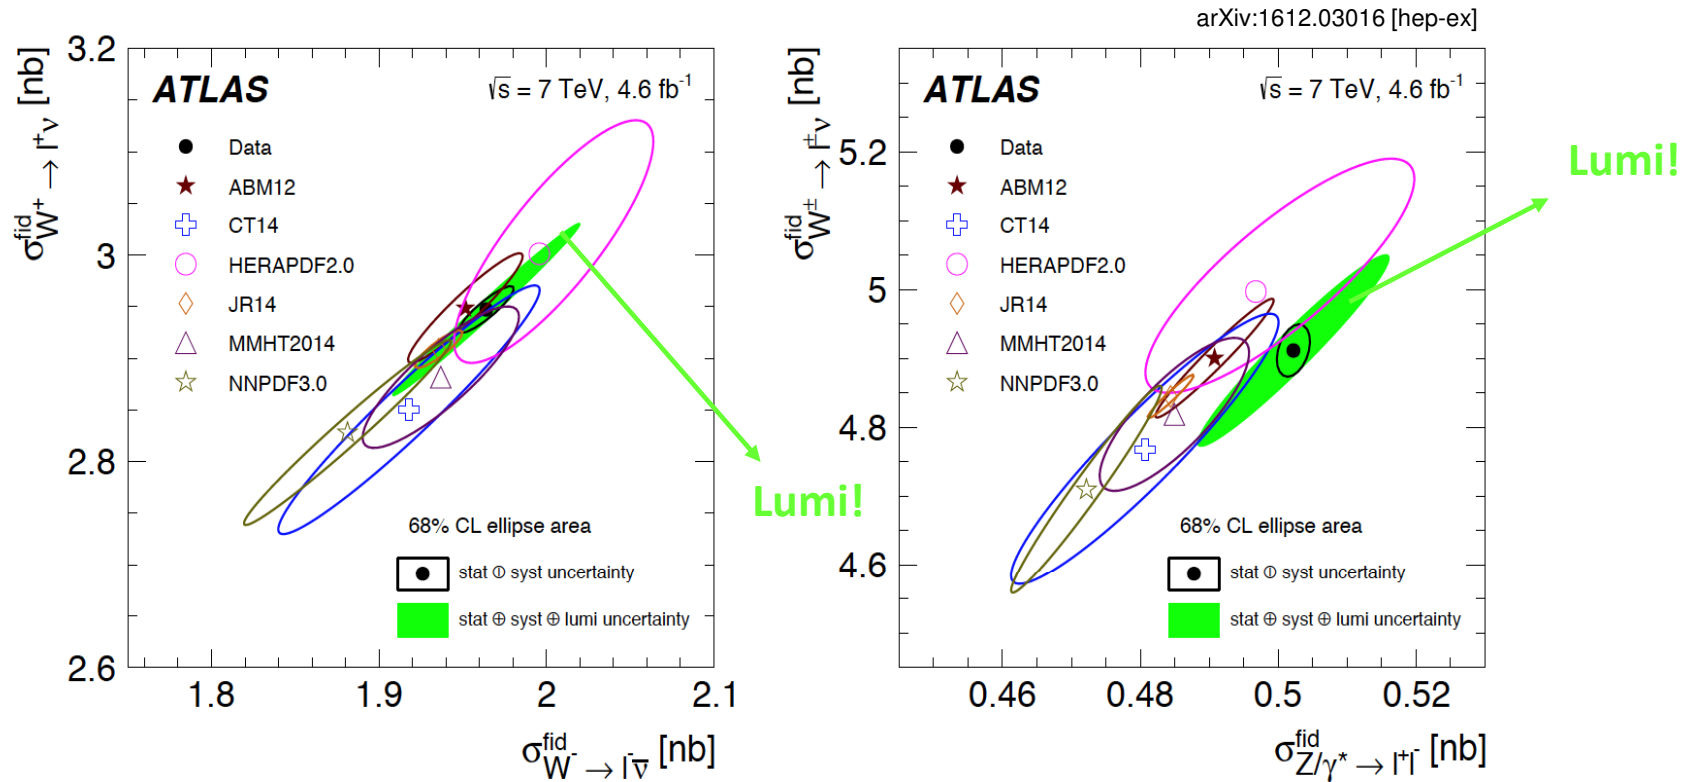 arXiv:1612.03016 [hep-ex]
σ^fid_W+ → l+ν [nb]
3.2
3
2.8
2.6
ATLAS
√s = 7 TeV, 4.6 fb-1
Data
ABM12
CT14
HERAPDF2.0
JR14
MMHT2014
NNPDF3.0
68% CL ellipse area
stat ⊕ syst uncertainty
stat ⊕ syst ⊕ lumi uncertainty
1.8 1.9 2 2.1
σ^fid_W- → l-ν̅ [nb]
Lumi!
σ^fid_W± → l±ν [nb]
5.2
5
4.8
4.6
ATLAS
√s = 7 TeV, 4.6 fb-1
Data
ABM12
CT14
HERAPDF2.0
JR14
MMHT2014
NNPDF3.0
68% CL ellipse area
stat ⊕ syst uncertainty
stat ⊕ syst ⊕ lumi uncertainty
0.46 0.48 0.5 0.52
σ^fid_Z/γ* → l+l- [nb]
Lumi!